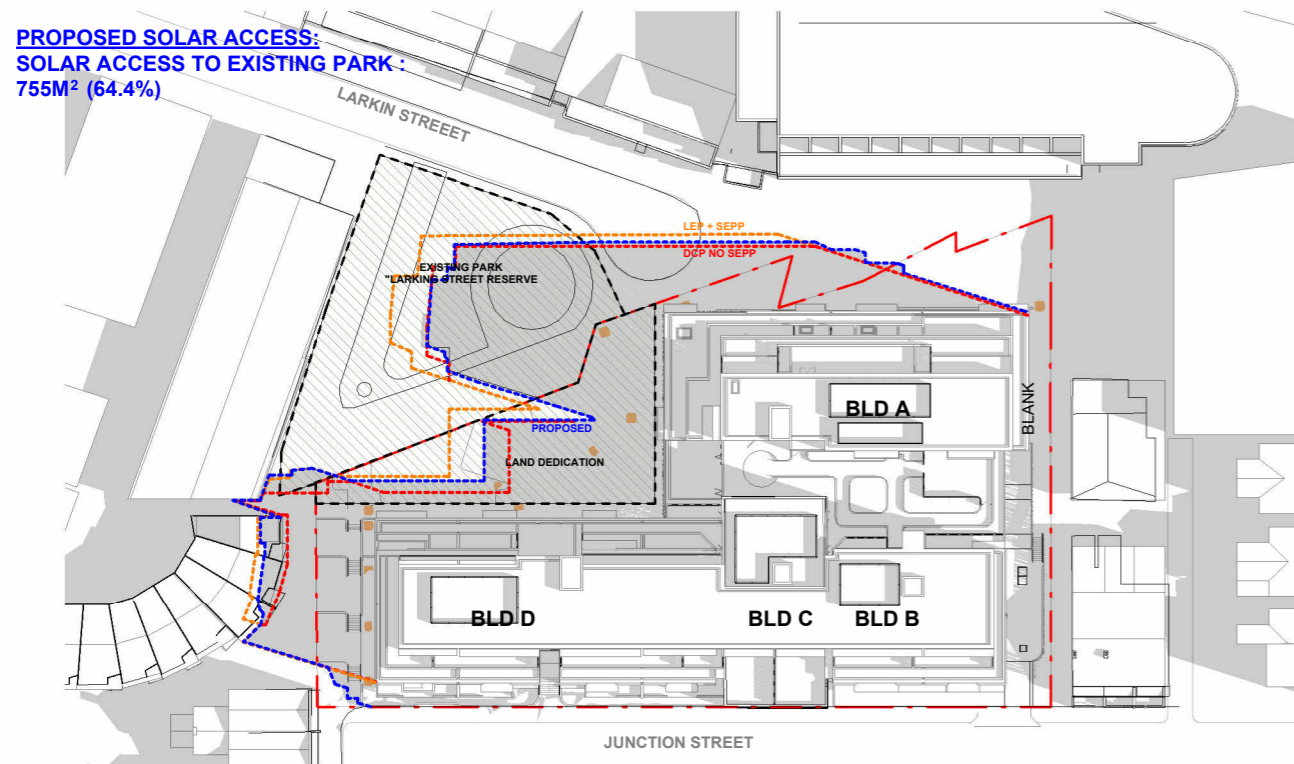 PROPOSED SOLAR ACCESS:
SOLAR ACCESS TO EXISTING PARK :
755M² (64.4%)
LARKIN STREEET
LEP + SEPP
DCP NO SEPP
EXISTING PARK
"LARKING STREET RESERVE
BLANK
BLD A
PROPOSED
LAND DEDICATION
BLD D
BLD C
BLD B
JUNCTION STREET